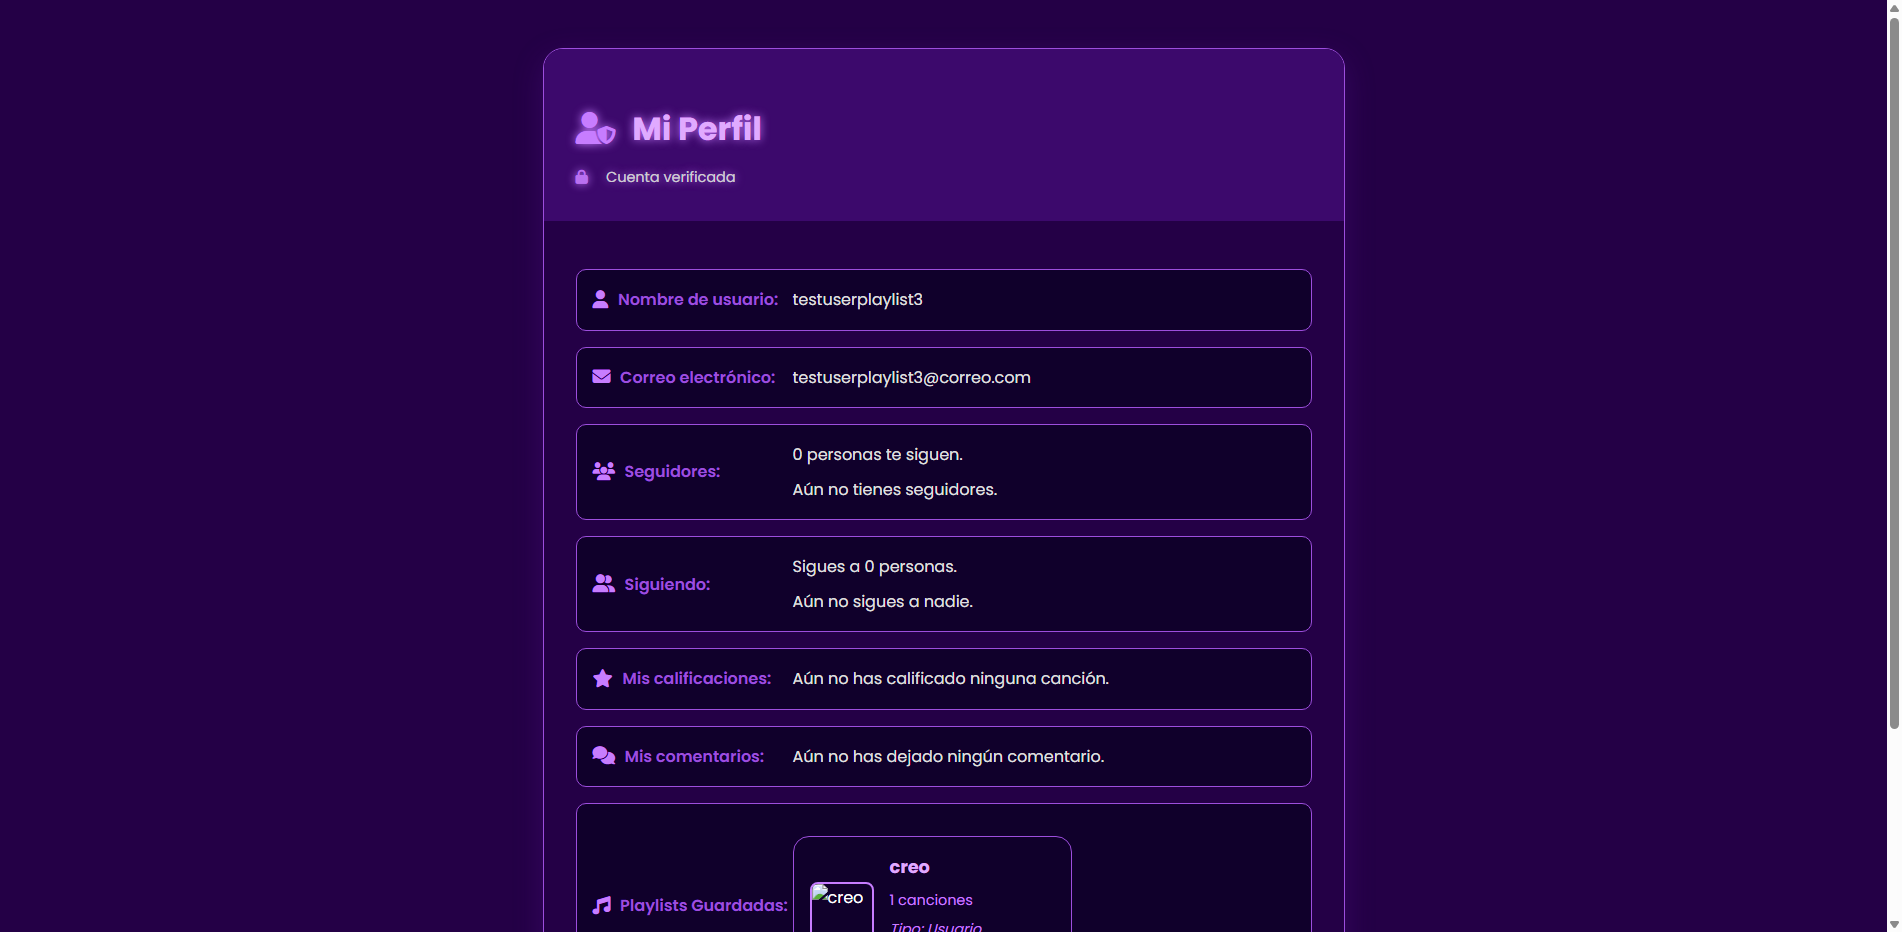 Mi Perfil
Cuenta verificada
Nombre de usuario: testuserplaylist3
Correo electrónico: testuserplaylist3@correo.com
Seguidores:
0 personas te siguen.
Aún no tienes seguidores.
Siguiendo:
Sigues a 0 personas.
Aún no sigues a nadie.
Mis calificaciones: Aún no has calificado ninguna canción.
Mis comentarios: Aún no has dejado ningún comentario.
Playlists Guardadas:
creo
creo
1 canciones
Tipo: Usuario